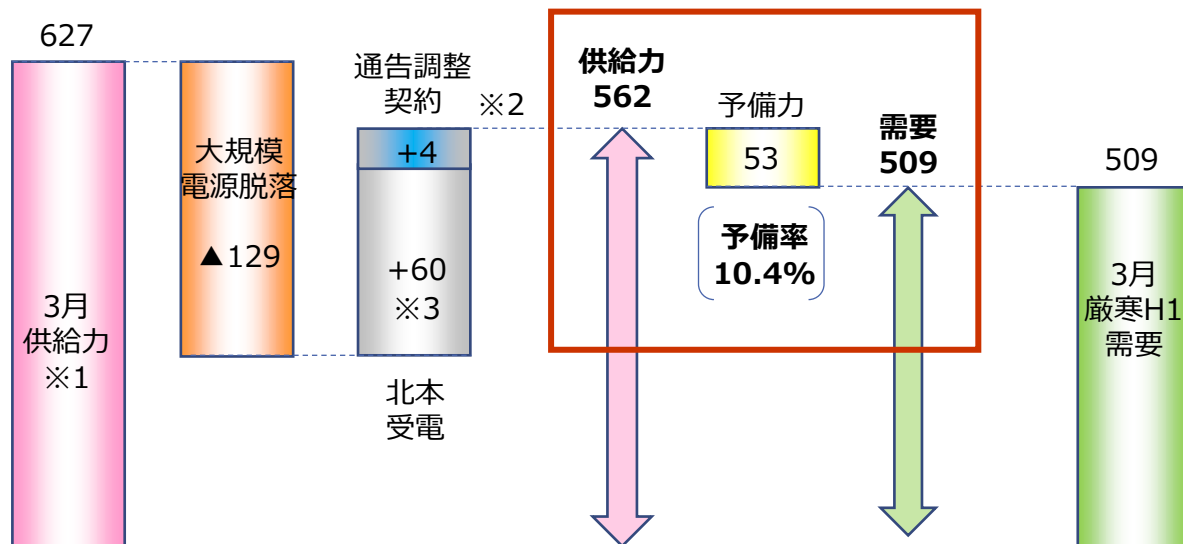 627
3月
供給力
※1
大規模
電源脱落
▲129
通告調整
契約
※2
+4
+60
※3
北本
受電
供給力
562
予備力
53
予備率
10.4%
需要
509
509
3月
厳寒H1
需要